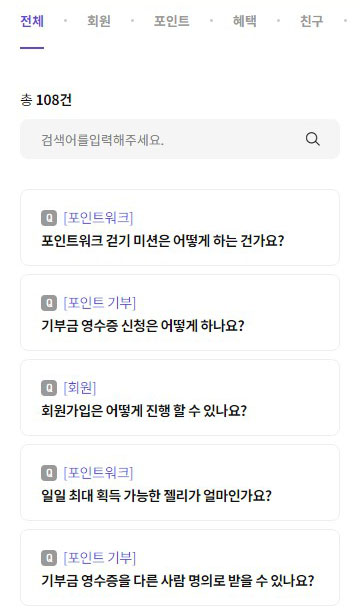 전체 · 회원 · 포인트 · 혜택 · 친구 ·
총 108건
검색어를입력해주세요.
Q [포인트워크]
포인트워크 걷기 미션은 어떻게 하는 건가요?
Q [포인트 기부]
기부금 영수증 신청은 어떻게 하나요?
Q [회원]
회원가입은 어떻게 진행 할 수 있나요?
Q [포인트워크]
일일 최대 획득 가능한 젤리가 얼마인가요?
Q [포인트 기부]
기부금 영수증을 다른 사람 명의로 받을 수 있나요?